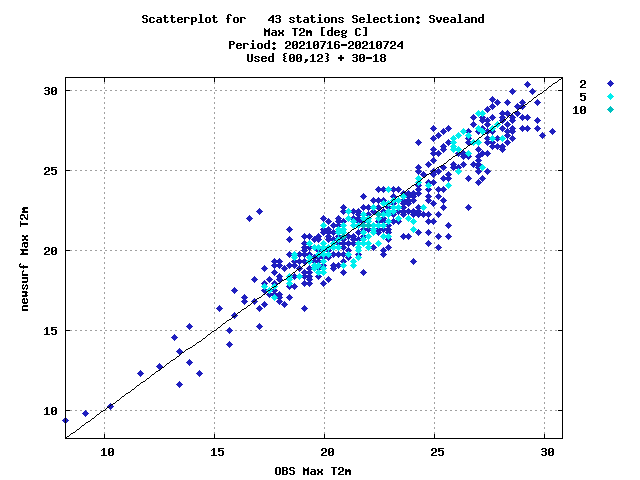 Scatterplot for   43 stations Selection: Svealand
Max T2m [deg C]
Period: 20210716-20210724
Used {00,12} + 30-18
2
5
10
30
25
20
15
10
newsurf Max T2m
10 15 20 25 30
OBS Max T2m